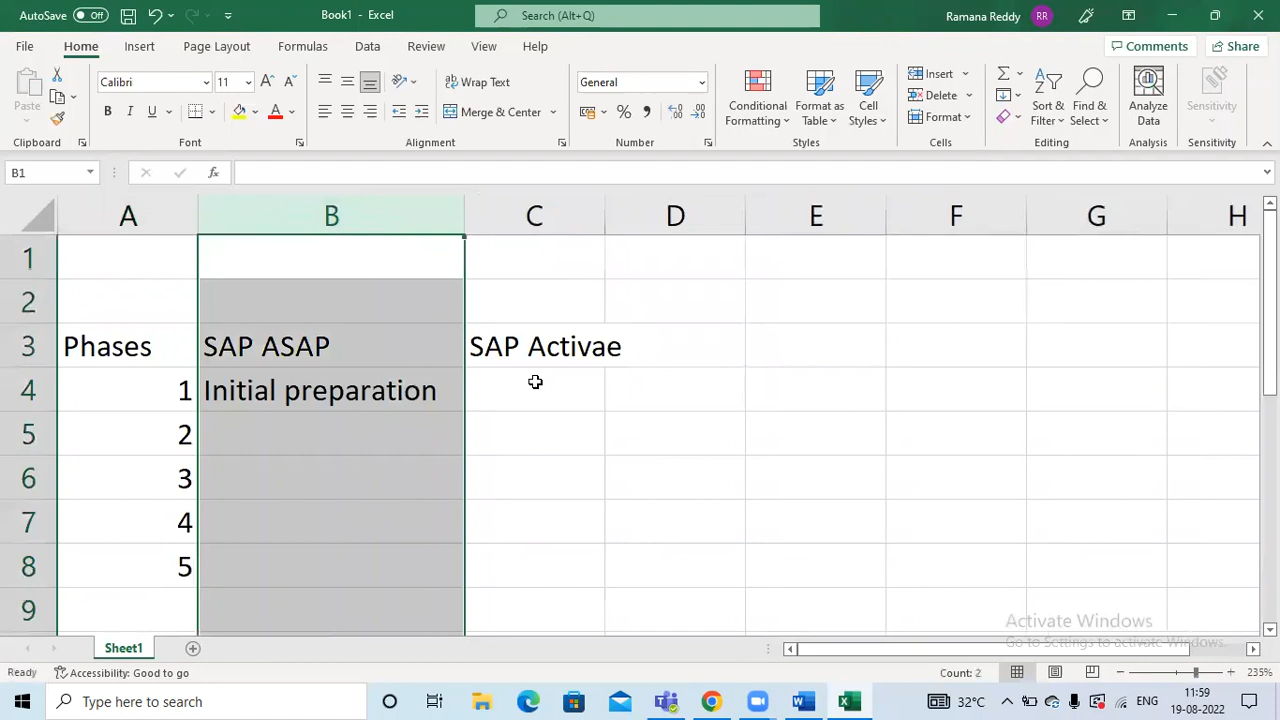 AutoSave Off Book1 - Excel Search (Alt+Q) Ramana Reddy RR
File Home Insert Page Layout Formulas Data Review View Help Comments Share
Paste Calibri 11 A A Wrap Text General Conditional Formatting Format as Table Cell Styles Insert Delete Format Sort & Filter Find & Select Analyze Data Sensitivity
B I U A Merge & Center % ,
Clipboard Font Alignment Number Styles Cells Editing Analysis Sensitivity
B1 fx
A B C D E F G H
1
2
3 Phases SAP ASAP SAP Activae
4 1 Initial preparation
5 2
6 3
7 4
8 5
9
Activate Windows
Go to Settings to activate Windows.
Sheet1
Ready Accessibility: Good to go Count: 2 235%
Type here to search 32°C ENG 11:59
19-08-2022